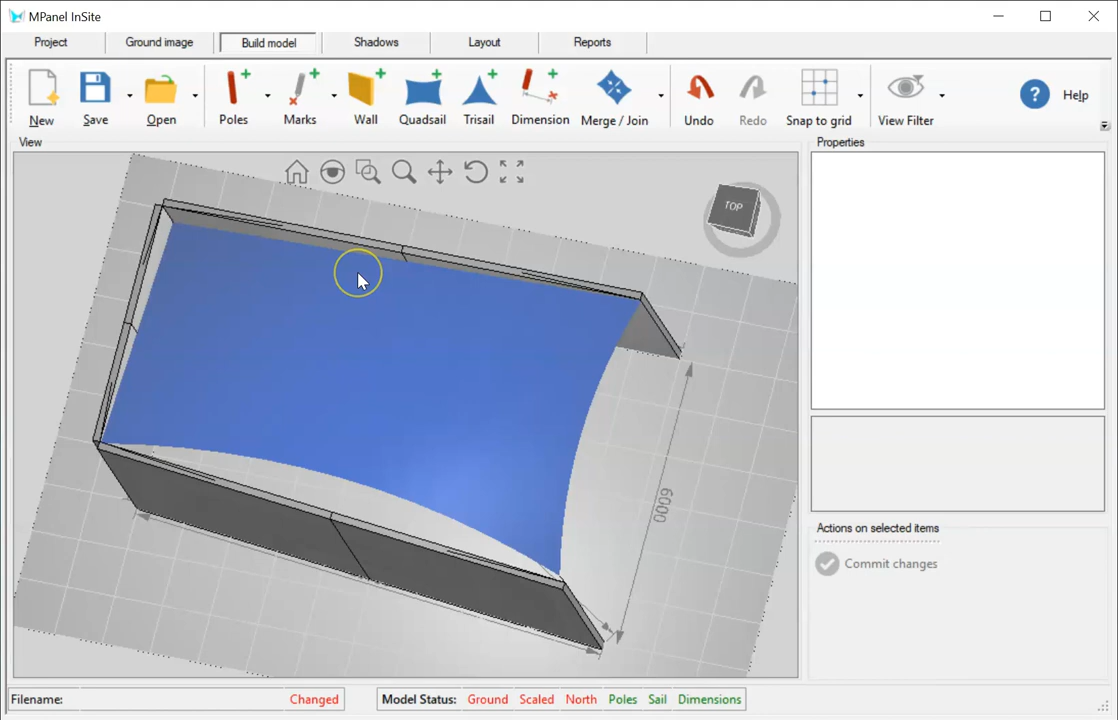 MPanel InSite
Project Ground image Build model Shadows Layout Reports
New Save Open Poles Marks Wall Quadsail Trisail Dimension Merge / Join Undo Redo Snap to grid View Filter ? Help
View
Properties
TOP
6000
Actions on selected items
Commit changes
Filename: Changed Model Status: Ground Scaled North Poles Sail Dimensions